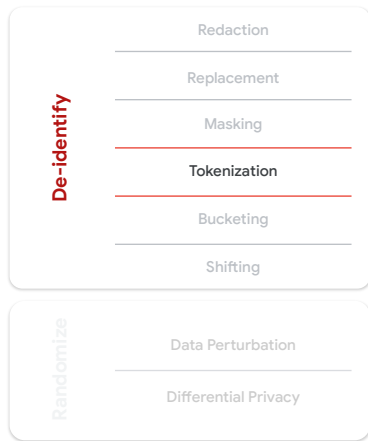 De-identify
Redaction
Replacement
Masking
Tokenization
Bucketing
Shifting
Randomize
Data Perturbation
Differential Privacy